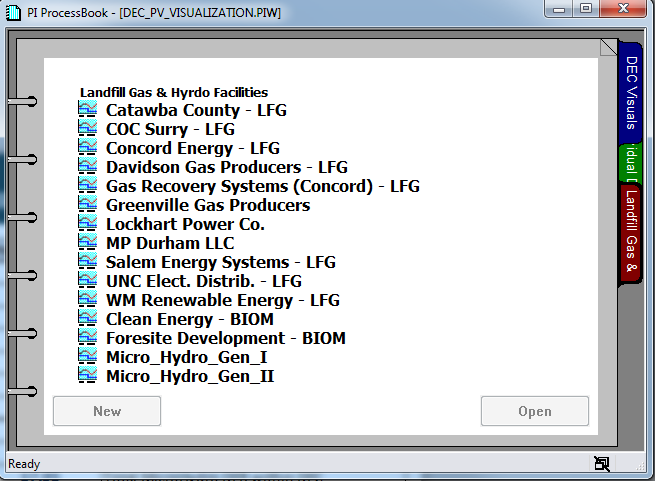 PI ProcessBook - [DEC_PV_VISUALIZATION.PIW]
Landfill Gas & Hyrdo Facilities
Catawba County - LFG
COC Surry - LFG
Concord Energy - LFG
Davidson Gas Producers - LFG
Gas Recovery Systems (Concord) - LFG
Greenville Gas Producers
Lockhart Power Co.
MP Durham LLC
Salem Energy Systems - LFG
UNC Elect. Distrib. - LFG
WM Renewable Energy - LFG
Clean Energy - BIOM
Foresite Development - BIOM
Micro_Hydro_Gen_I
Micro_Hydro_Gen_II
New
Open
DEC Visuals
Landfill Gas &
Ready